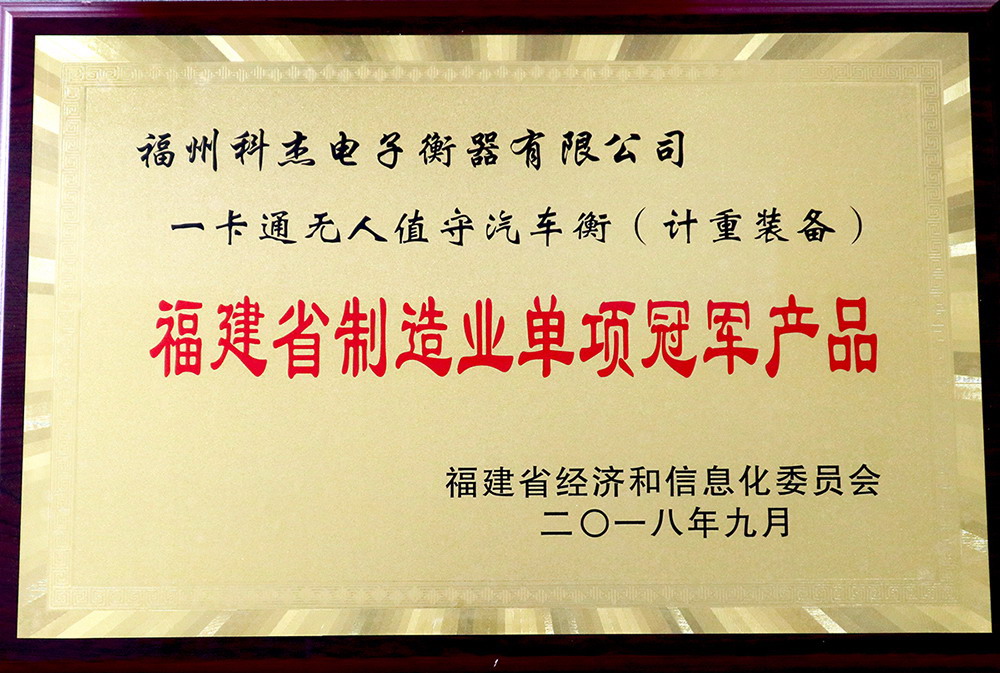 福州科杰电子衡器有限公司
一卡通无人值守汽车衡（计重装备）
福建省制造业单项冠军产品
福建省经济和信息化委员会
二〇一八年九月